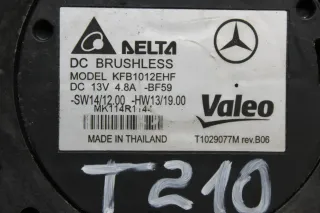 DELTA
DC BRUSHLESS
MODEL KFB1012EHF
DC 13V 4.8A -BF59
-SW14/12.00 -HW13/19.00
MK114R1744
Valeo
MADE IN THAILAND
T1029077M rev.B06
T210